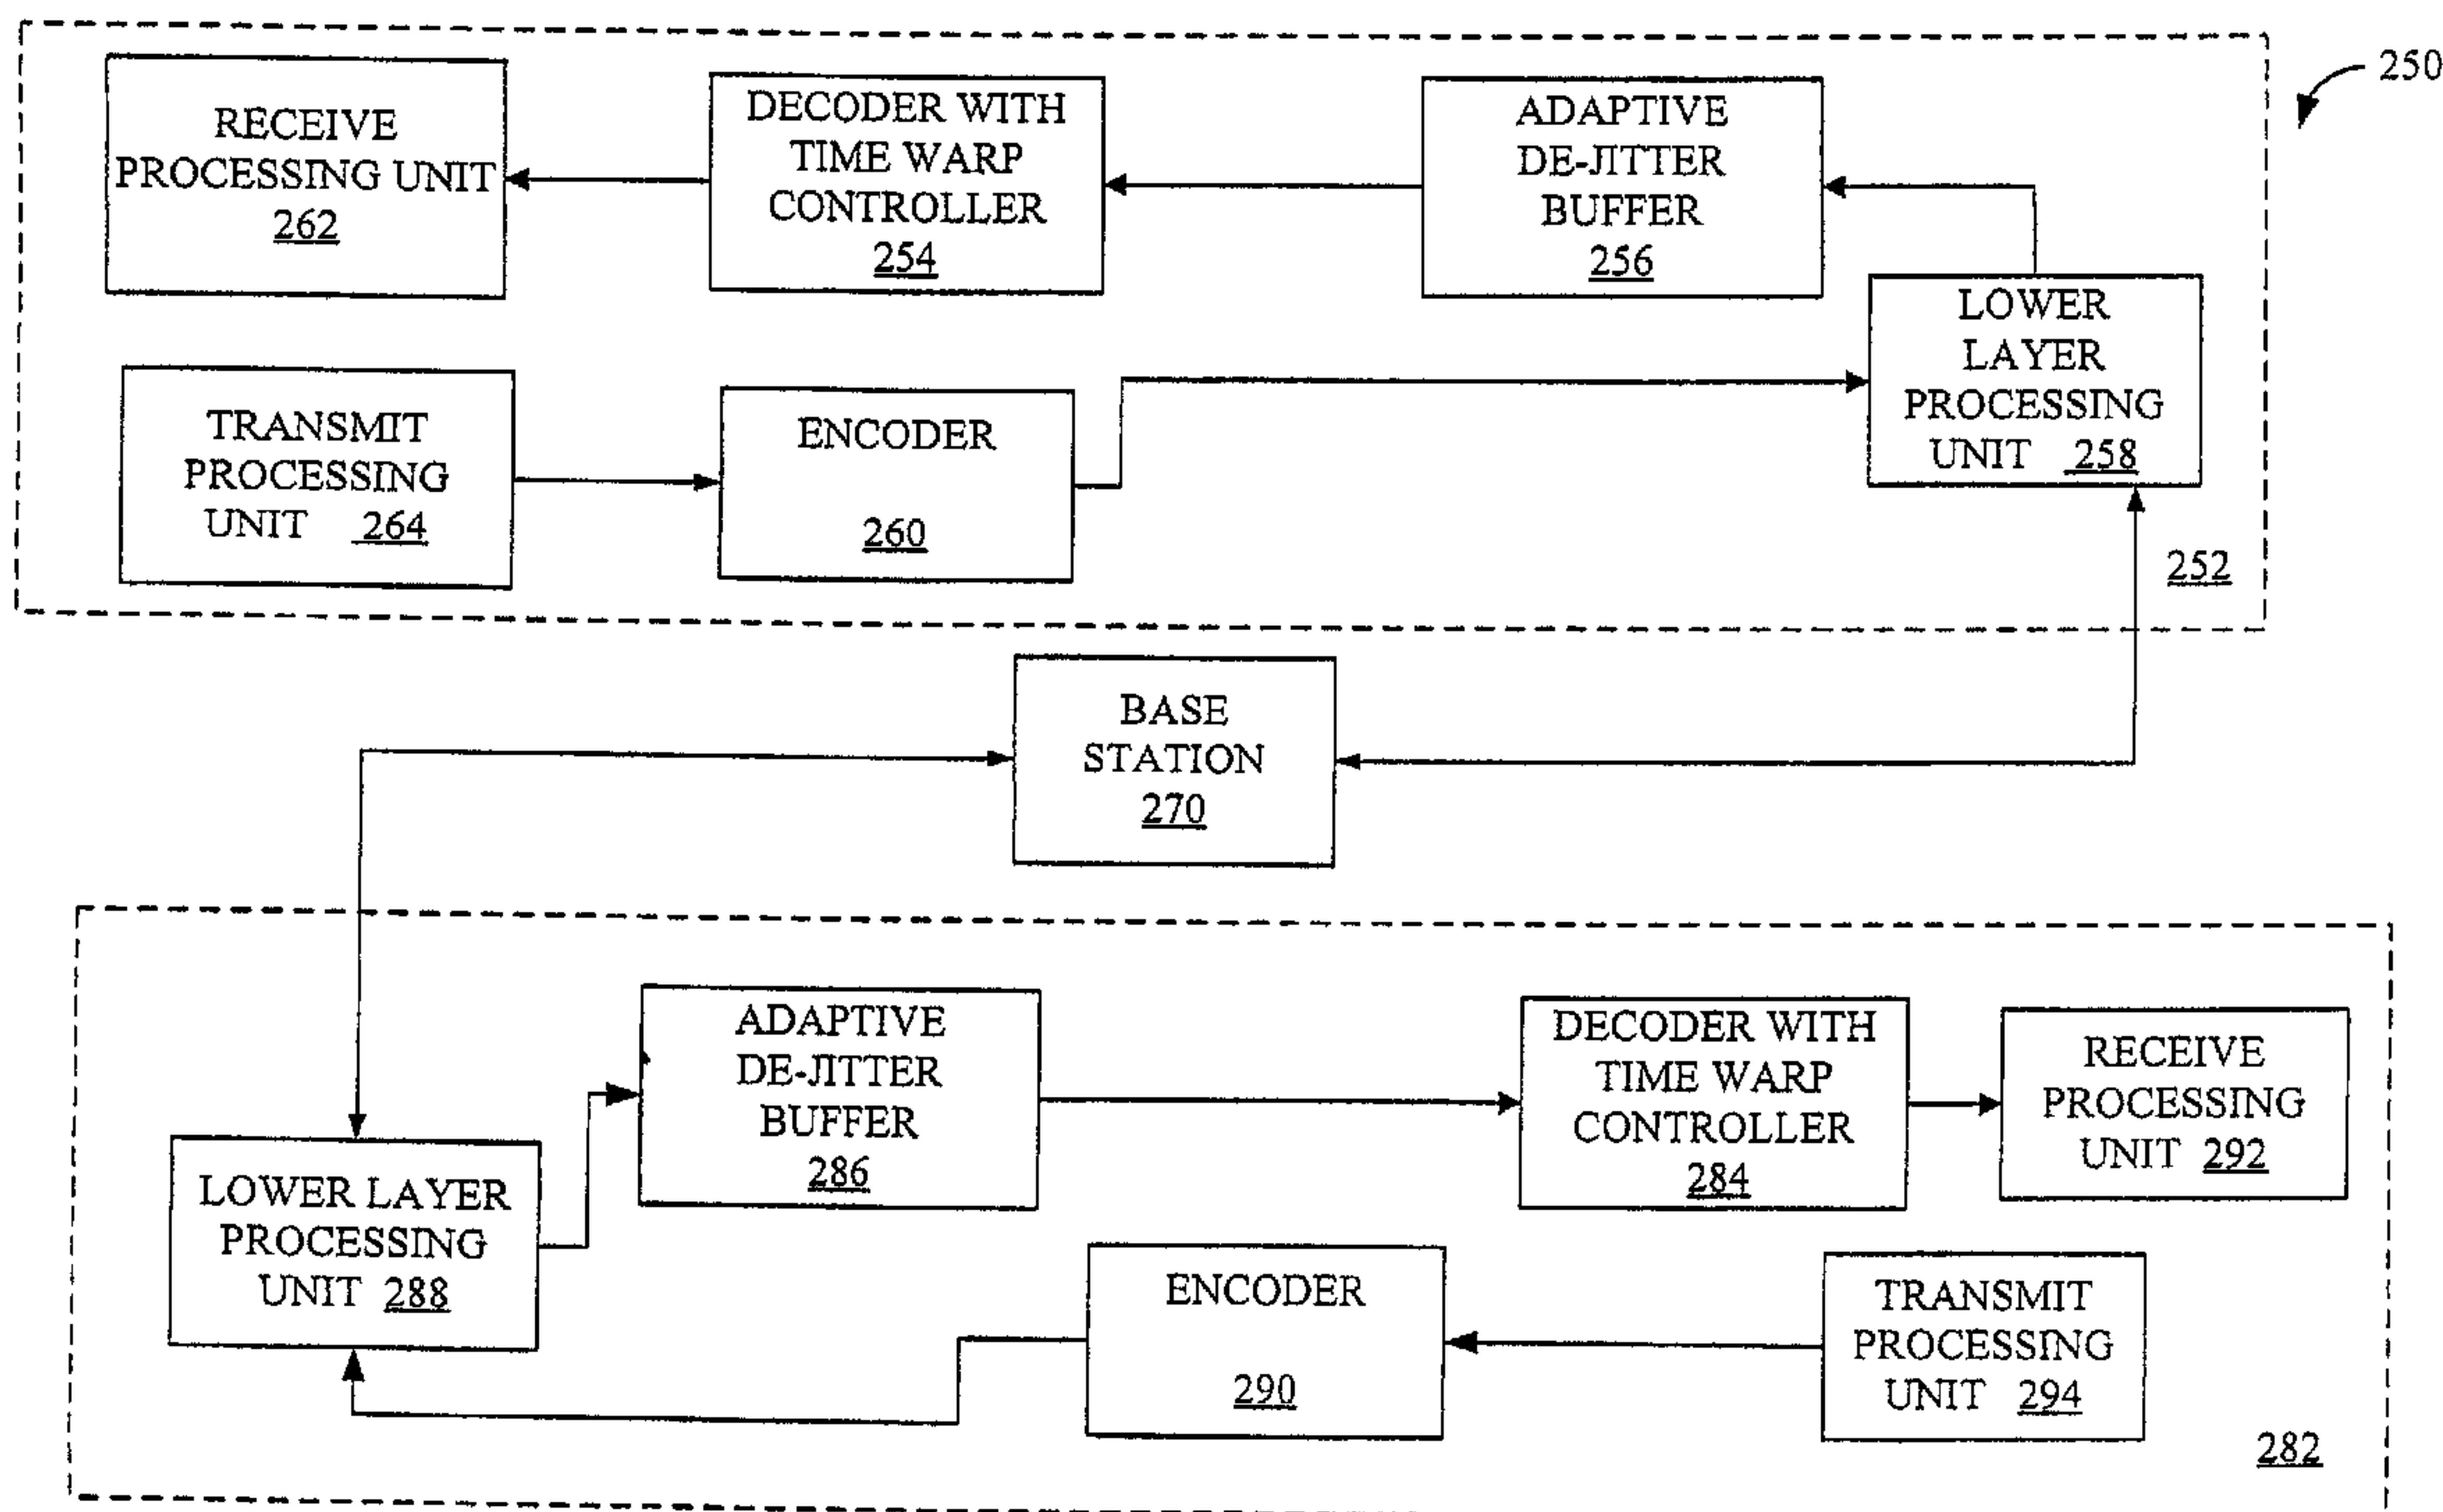 250
RECEIVE
PROCESSING UNIT
262
DECODER WITH
TIME WARP
CONTROLLER
254
ADAPTIVE
DE-JITTER
BUFFER
256
LOWER
LAYER
PROCESSING
UNIT 258
TRANSMIT
PROCESSING
UNIT 264
ENCODER
260
252
BASE
STATION
270
ADAPTIVE
DE-JITTER
BUFFER
286
DECODER WITH
TIME WARP
CONTROLLER
284
RECEIVE
PROCESSING
UNIT 292
LOWER LAYER
PROCESSING
UNIT 288
ENCODER
290
TRANSMIT
PROCESSING
UNIT 294
282